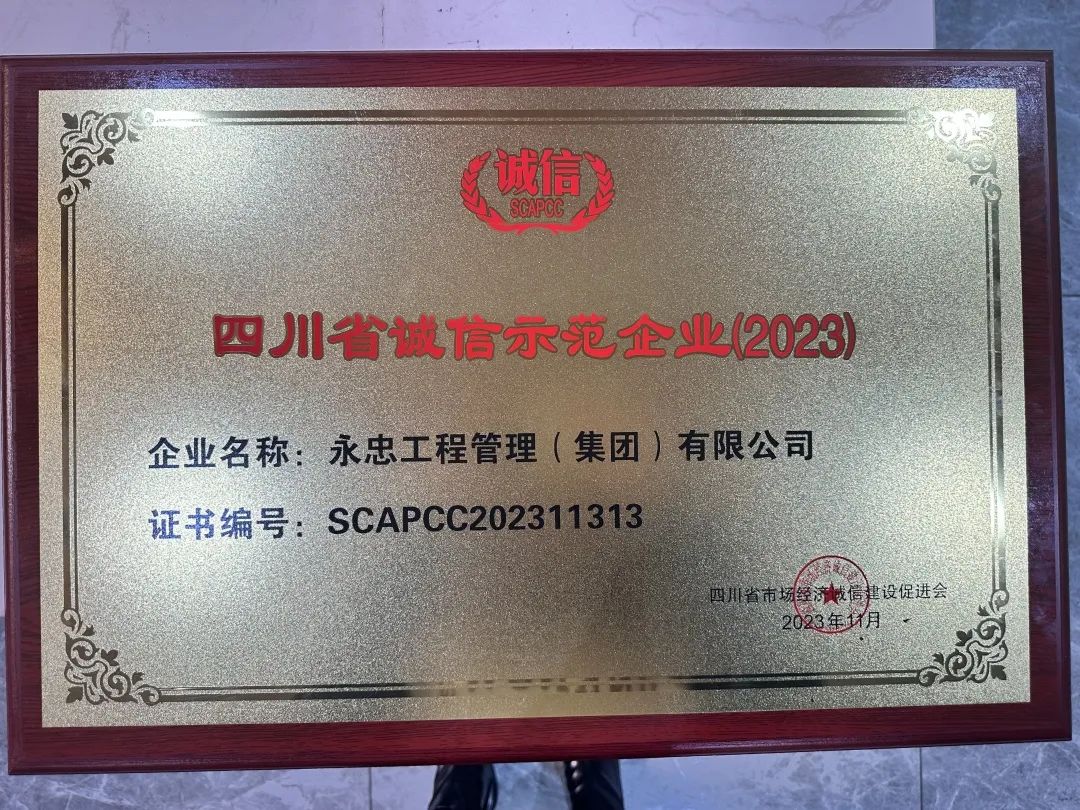 诚信
SCAPCC
四川省诚信示范企业(2023)
企业名称：永忠工程管理（集团）有限公司
证书编号：SCAPCC202311313
四川省市场经济诚信建设促进会
2023年11月